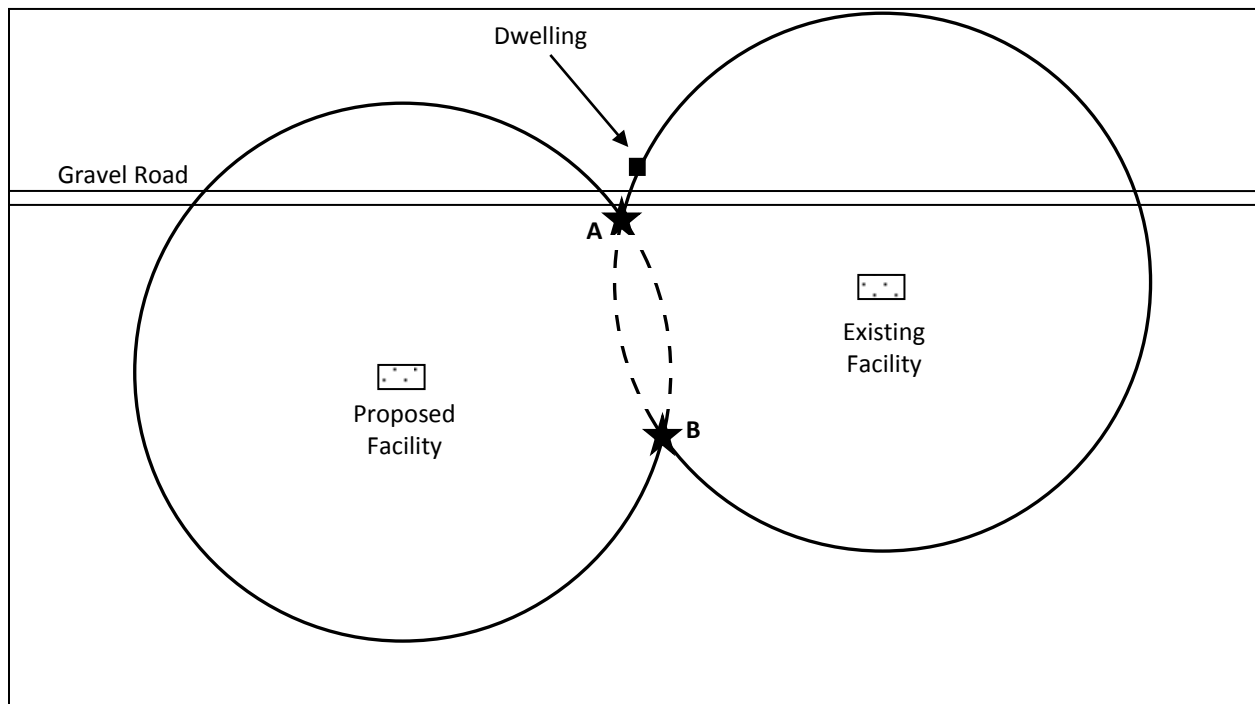 Dwelling
Gravel Road
A
Existing
Facility
Proposed
Facility
B